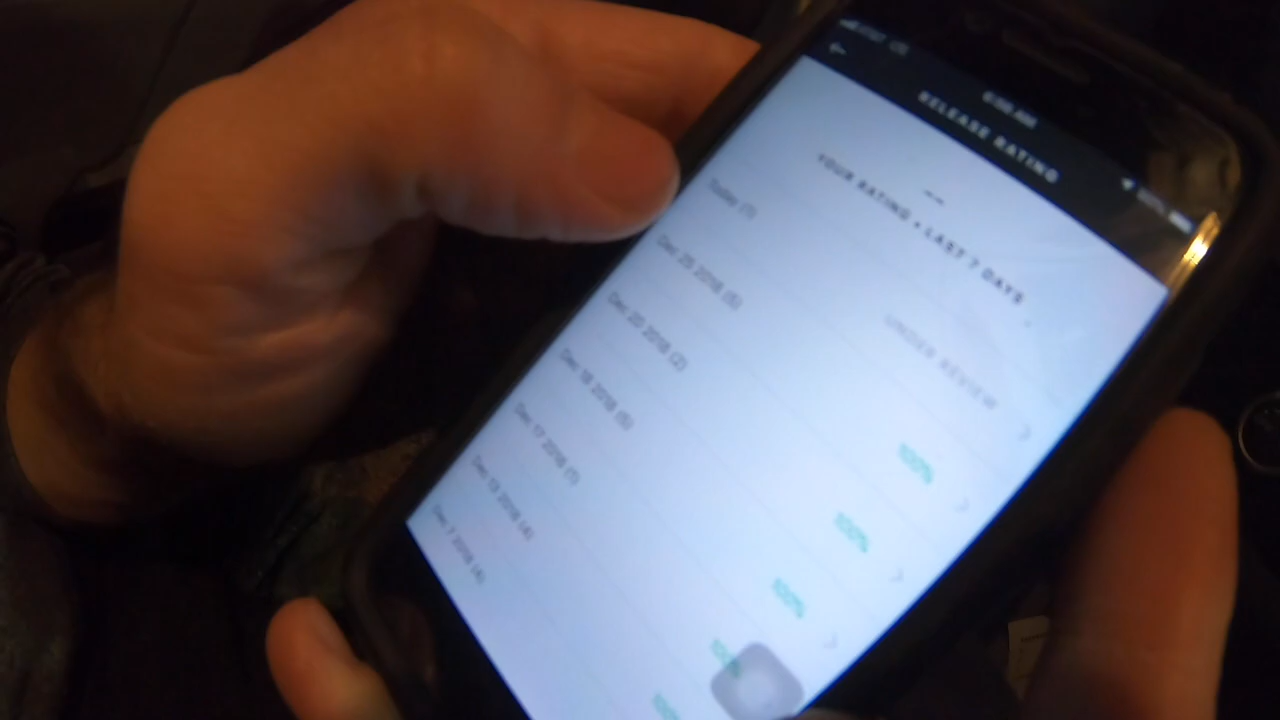 RELEASE RATING
YOUR RATING • LAST 7 DAYS
--
Today (1)
UNDER REVIEW
Dec 25 2018 (5)
100%
Dec 20 2018 (2)
100%
Dec 18 2018
100%
Dec 17 2018 (1)
Dec 13 2018 (4)
Dec 7 2018 (4)